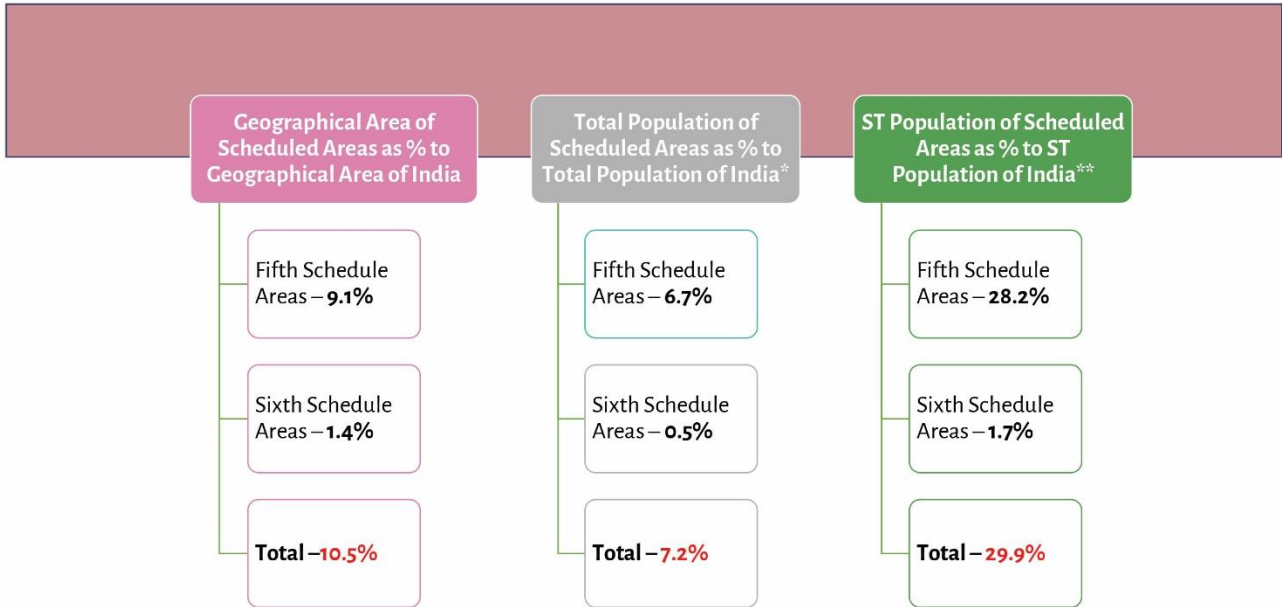 Geographical Area of
Scheduled Areas as % to
Geographical Area of India
Fifth Schedule
Areas – 9.1%
Sixth Schedule
Areas – 1.4%
Total –10.5%
Total Population of
Scheduled Areas as % to
Total Population of India*
Fifth Schedule
Areas – 6.7%
Sixth Schedule
Areas – 0.5%
Total –7.2%
ST Population of Scheduled
Areas as % to ST
Population of India**
Fifth Schedule
Areas – 28.2%
Sixth Schedule
Areas – 1.7%
Total –29.9%